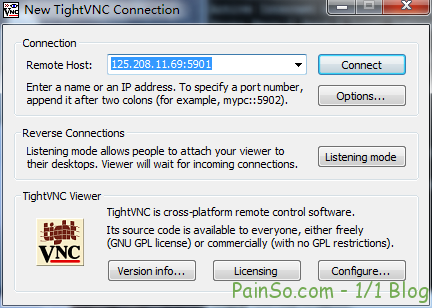 New TightVNC Connection
Connection
Remote Host:
125.208.11.69:5901
Connect
Enter a name or an IP address. To specify a port number,
append it after two colons (for example, mypc::5902).
Options...
Reverse Connections
Listening mode allows people to attach your viewer to
their desktops. Viewer will wait for incoming connections.
Listening mode
TightVNC Viewer
tight
VNC
TightVNC is cross-platform remote control software.
Its source code is available to everyone, either freely
(GNU GPL license) or commercially (with no GPL restrictions).
Version info...
Licensing
Configure...
PainSo.com - 1/1 Blog